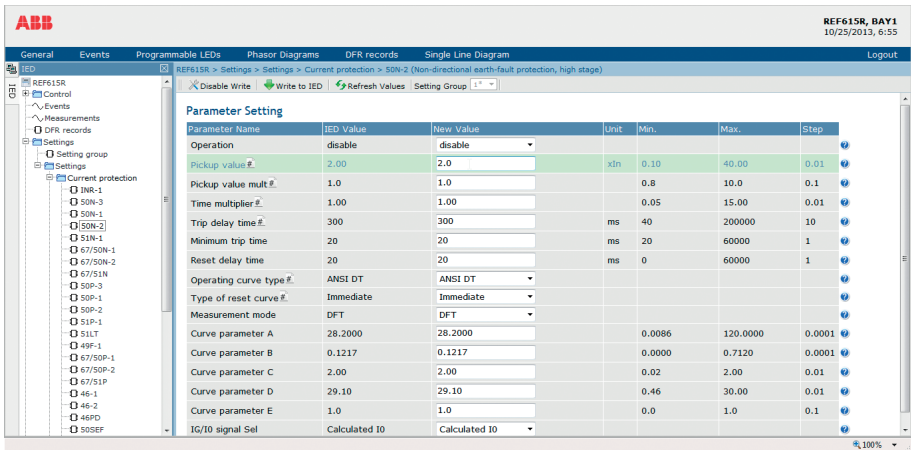 ABB
REF615R, BAY1
10/25/2013, 6:55
General Events Programmable LEDs Phasor Diagrams DFR records Single Line Diagram Logout
IED
REF615R > Settings > Settings > Current protection > 50N-2 (Non-directional earth-fault protection, high stage)
IED
REF615R
Control
Events
Measurements
DFR records
Settings
Setting group
Settings
Current protection
INR-1
50N-3
50N-1
50N-2
51N-1
67/50N-1
67/50N-2
67/51N
50P-3
50P-1
50P-2
51P-1
51LT
49F-1
67/50P-1
67/50P-2
67/51P
46-1
46-2
46PD
50SEF
Disable Write Write to IED Refresh Values Setting Group 1*
Parameter Setting
Parameter Name IED Value New Value Unit Min. Max. Step
Operation disable disable ?
Pickup value # 2.00 2.0 xIn 0.10 40.00 0.01 ?
Pickup value mult # 1.0 1.0 0.8 10.0 0.1 ?
Time multiplier # 1.00 1.00 0.05 15.00 0.01 ?
Trip delay time # 300 300 ms 40 200000 10 ?
Minimum trip time 20 20 ms 20 60000 1 ?
Reset delay time 20 20 ms 0 60000 1 ?
Operating curve type # ANSI DT ANSI DT ?
Type of reset curve # Immediate Immediate ?
Measurement mode DFT DFT ?
Curve parameter A 28.2000 28.2000 0.0086 120.0000 0.0001 ?
Curve parameter B 0.1217 0.1217 0.0000 0.7120 0.0001 ?
Curve parameter C 2.00 2.00 0.02 2.00 0.01 ?
Curve parameter D 29.10 29.10 0.46 30.00 0.01 ?
Curve parameter E 1.0 1.0 0.0 1.0 0.1 ?
IG/I0 signal Sel Calculated I0 Calculated I0 ?
100%